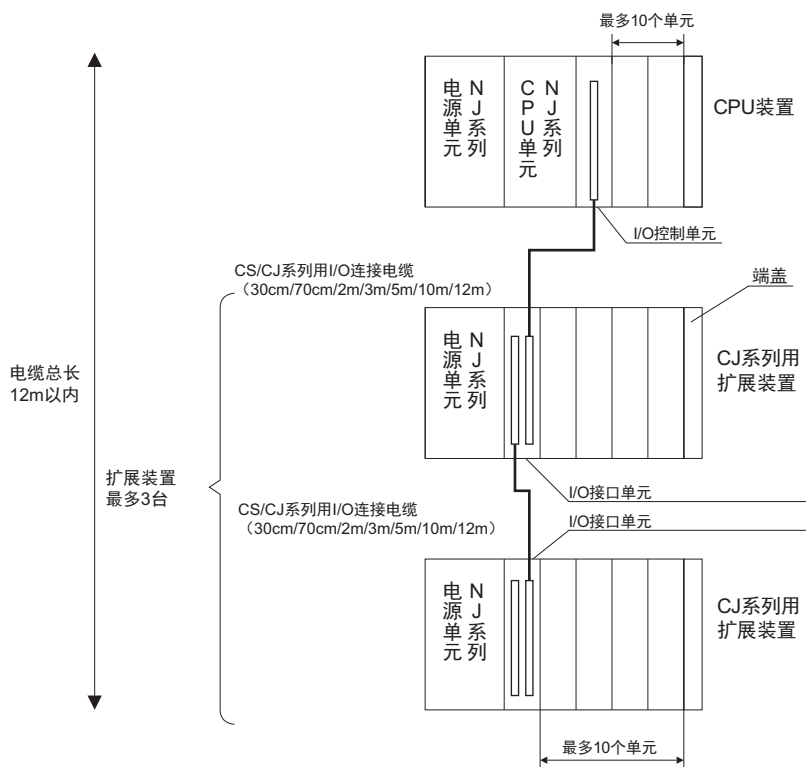 最多10个单元
NJ系列
电源单元
NJ系列
CPU单元
CPU装置
I/O控制单元
CS/CJ系列用I/O连接电缆
（30cm/70cm/2m/3m/5m/10m/12m）
端盖
NJ系列
电源单元
CJ系列用
扩展装置
电缆总长
12m以内
扩展装置
最多3台
I/O接口单元
CS/CJ系列用I/O连接电缆
（30cm/70cm/2m/3m/5m/10m/12m）
I/O接口单元
NJ系列
电源单元
CJ系列用
扩展装置
最多10个单元